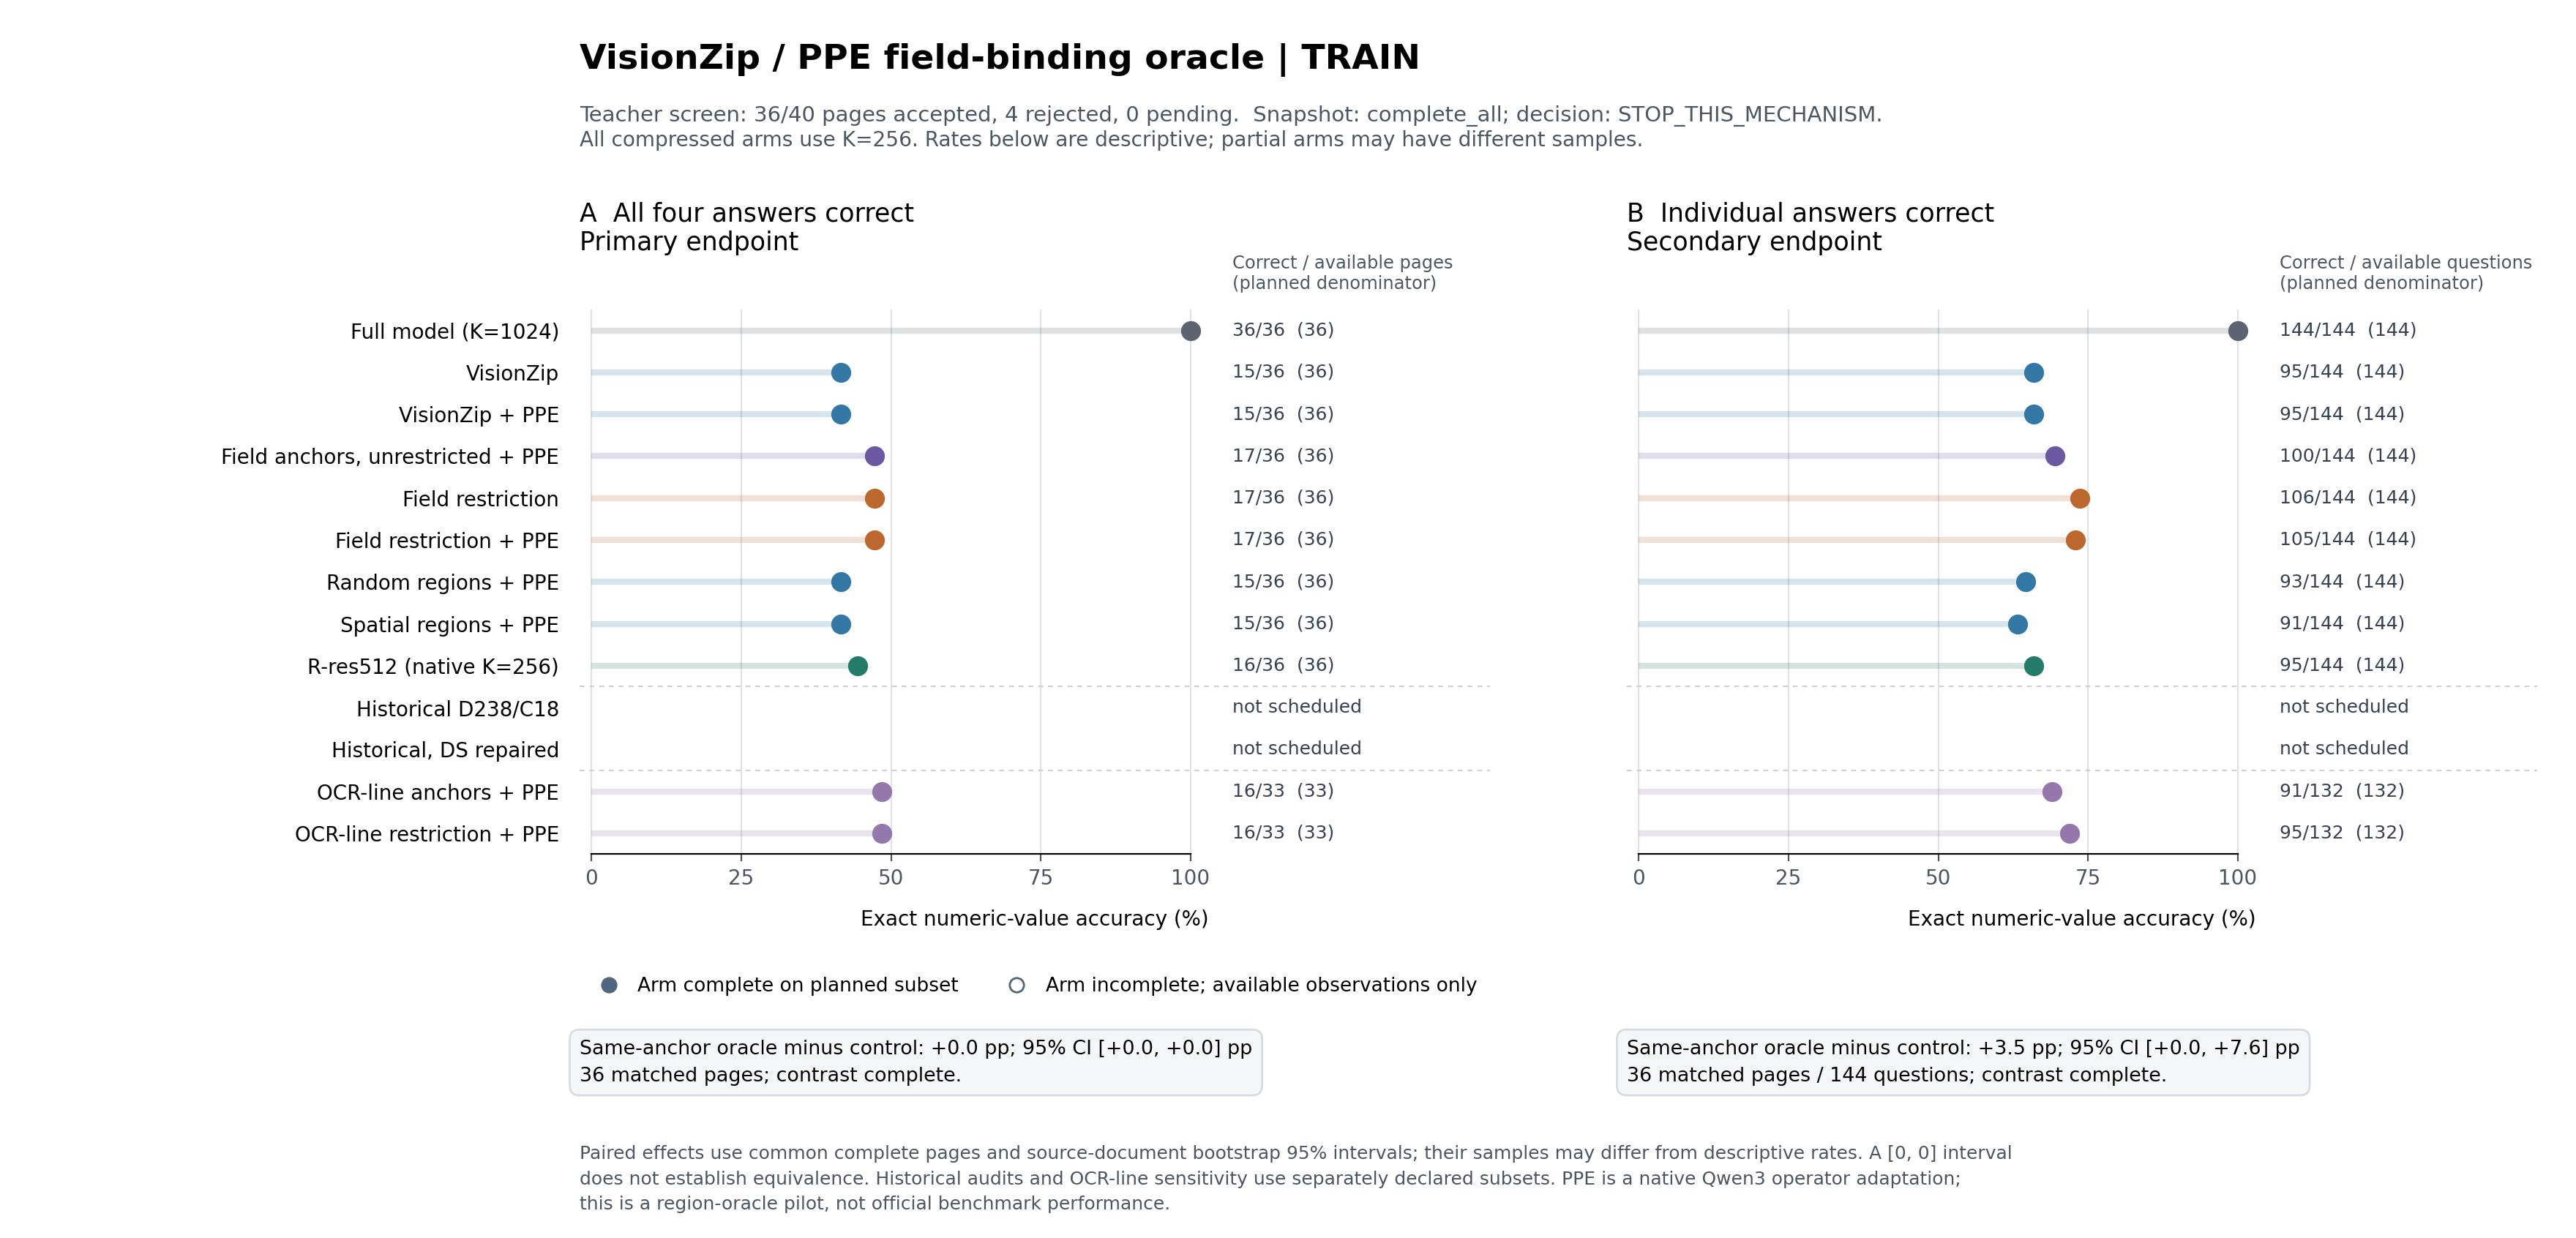 VisionZip / PPE field-binding oracle | TRAIN
Teacher screen: 36/40 pages accepted, 4 rejected, 0 pending.  Snapshot: complete_all; decision: STOP_THIS_MECHANISM.
All compressed arms use K=256. Rates below are descriptive; partial arms may have different samples.
A  All four answers correct
Primary endpoint
Correct / available pages
(planned denominator)
B  Individual answers correct
Secondary endpoint
Correct / available questions
(planned denominator)
Full model (K=1024) 36/36 (36) 144/144 (144)
VisionZip 15/36 (36) 95/144 (144)
VisionZip + PPE 15/36 (36) 95/144 (144)
Field anchors, unrestricted + PPE 17/36 (36) 100/144 (144)
Field restriction 17/36 (36) 106/144 (144)
Field restriction + PPE 17/36 (36) 105/144 (144)
Random regions + PPE 15/36 (36) 93/144 (144)
Spatial regions + PPE 15/36 (36) 91/144 (144)
R-res512 (native K=256) 16/36 (36) 95/144 (144)
Historical D238/C18 not scheduled not scheduled
Historical, DS repaired not scheduled not scheduled
OCR-line anchors + PPE 16/33 (33) 91/132 (132)
OCR-line restriction + PPE 16/33 (33) 95/132 (132)
0 25 50 75 100 0 25 50 75 100
Exact numeric-value accuracy (%) Exact numeric-value accuracy (%)
Arm complete on planned subset Arm incomplete; available observations only
Same-anchor oracle minus control: +0.0 pp; 95% CI [+0.0, +0.0] pp
36 matched pages; contrast complete.
Same-anchor oracle minus control: +3.5 pp; 95% CI [+0.0, +7.6] pp
36 matched pages / 144 questions; contrast complete.
Paired effects use common complete pages and source-document bootstrap 95% intervals; their samples may differ from descriptive rates. A [0, 0] interval
does not establish equivalence. Historical audits and OCR-line sensitivity use separately declared subsets. PPE is a native Qwen3 operator adaptation;
this is a region-oracle pilot, not official benchmark performance.